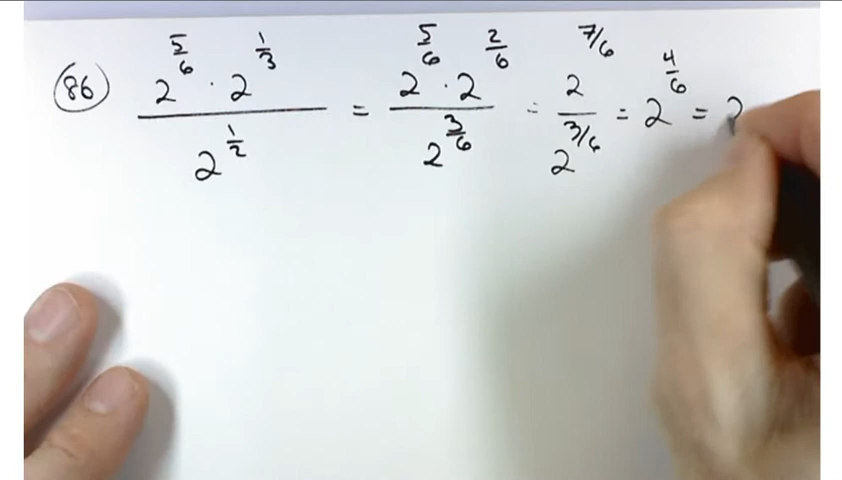 (86) 2^{5/6} · 2^{1/3} / 2^{1/2} = 2^{5/6} · 2^{2/6} / 2^{3/6} = 2^{7/6} / 2^{3/6} = 2^{4/6} = 2